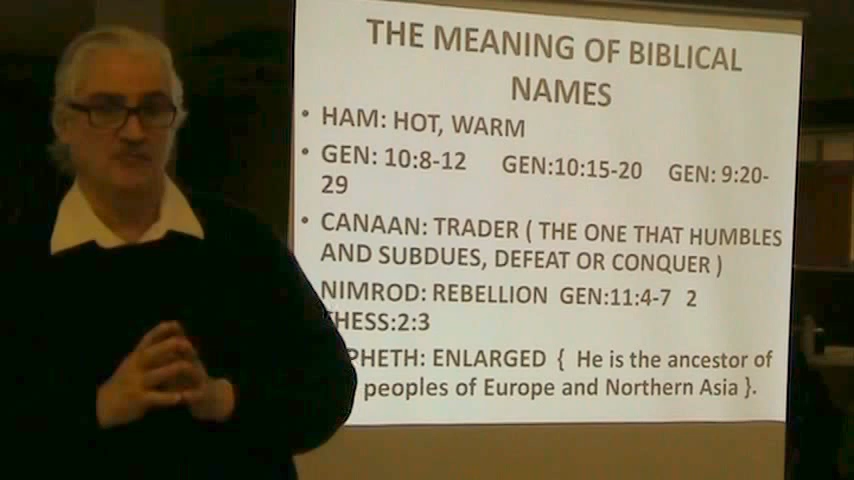 THE MEANING OF BIBLICAL
NAMES
• HAM: HOT, WARM
• GEN: 10:8-12 GEN:10:15-20 GEN: 9:20-
29
• CANAAN: TRADER ( THE ONE THAT HUMBLES
AND SUBDUES, DEFEAT OR CONQUER )
NIMROD: REBELLION GEN:11:4-7 2
HESS:2:3
PHETH: ENLARGED { He is the ancestor of
peoples of Europe and Northern Asia }.